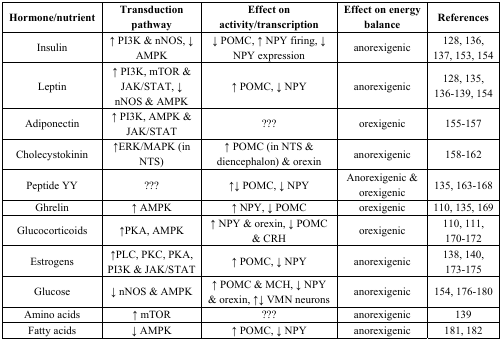 Hormone/nutrient Transduction pathway Effect on activity/transcription Effect on energy balance References
Insulin ↑ PI3K & nNOS, ↓ AMPK ↓ POMC, ↑ NPY firing, ↓ NPY expression anorexigenic 128, 136, 137, 153, 154
Leptin ↑ PI3K, mTOR & JAK/STAT, ↓ nNOS & AMPK ↑ POMC, ↓ NPY anorexigenic 128, 135, 136-139, 154
Adiponectin ↑ PI3K, AMPK & JAK/STAT ??? orexigenic 155-157
Cholecystokinin ↑ERK/MAPK (in NTS) ↑ POMC (in NTS & diencephalon) & orexin anorexigenic 158-162
Peptide YY ??? ↑↓ POMC, ↓ NPY Anorexigenic & orexigenic 135, 163-168
Ghrelin ↑ AMPK ↑ NPY, ↓ POMC orexigenic 110, 135, 169
Glucocorticoids ↑PKA, AMPK ↑ NPY & orexin, ↓ POMC & CRH orexigenic 110, 111, 170-172
Estrogens ↑PLC, PKC, PKA, PI3K & JAK/STAT ↑ POMC, ↓ NPY anorexigenic 138, 140, 173-175
Glucose ↓ nNOS & AMPK ↑ POMC & MCH, ↓ NPY & orexin, ↑↓ VMN neurons anorexigenic 154, 176-180
Amino acids ↑ mTOR ??? anorexigenic 139
Fatty acids ↓ AMPK ↑ POMC, ↓ NPY anorexigenic 181, 182